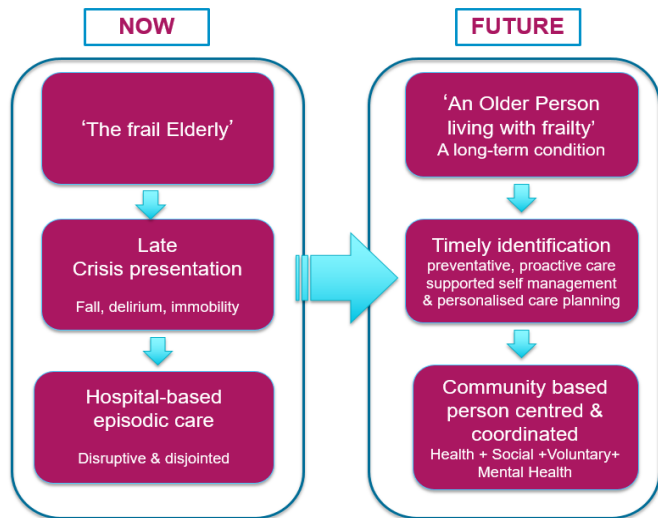 NOW
‘The frail Elderly’
Late
Crisis presentation
Fall, delirium, immobility
Hospital-based
episodic care
Disruptive & disjointed
FUTURE
‘An Older Person
living with frailty’
A long-term condition
Timely identification
preventative, proactive care
supported self management
& personalised care planning
Community based
person centred &
coordinated
Health + Social +Voluntary+
Mental Health